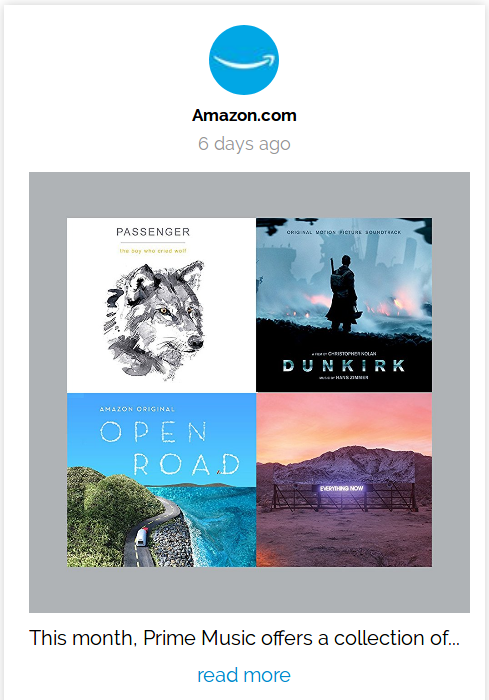 Amazon.com
6 days ago
PASSENGER
the boy who cried wolf
ORIGINAL MOTION PICTURE SOUNDTRACK
A FILM BY CHRISTOPHER NOLAN
DUNKIRK
MUSIC BY HANS ZIMMER
AMAZON ORIGINAL
OPEN
ROAD
EVERYTHING NOW
This month, Prime Music offers a collection of...
read more